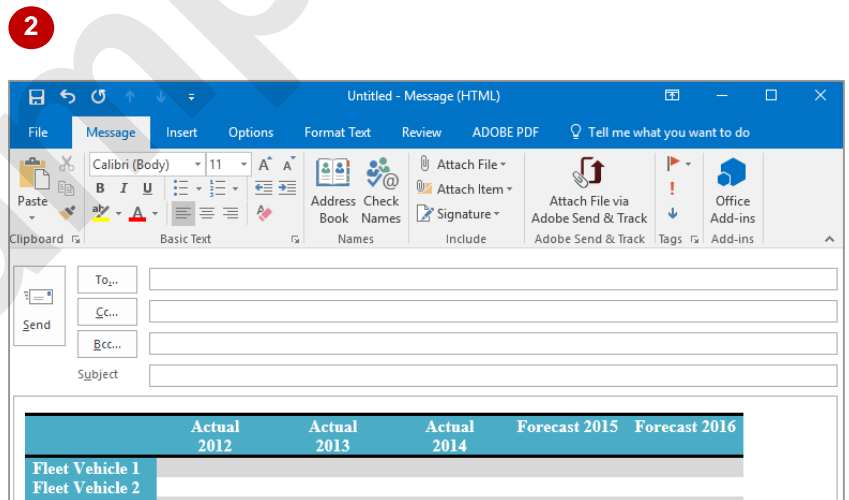 2
Untitled - Message (HTML)
File Message Insert Options Format Text Review ADOBE PDF Tell me what you want to do
Calibri (Body) 11 A A
Attach File
B I U
Attach Item
Paste
Address Book
Check Names
Signature
Attach File via Adobe Send & Track
Office Add-ins
ab A
Clipboard Basic Text Names Include Adobe Send & Track Tags Add-ins
To...
Cc...
Send
Bcc...
Subject
Actual 2012 Actual 2013 Actual 2014 Forecast 2015 Forecast 2016
Fleet Vehicle 1
Fleet Vehicle 2